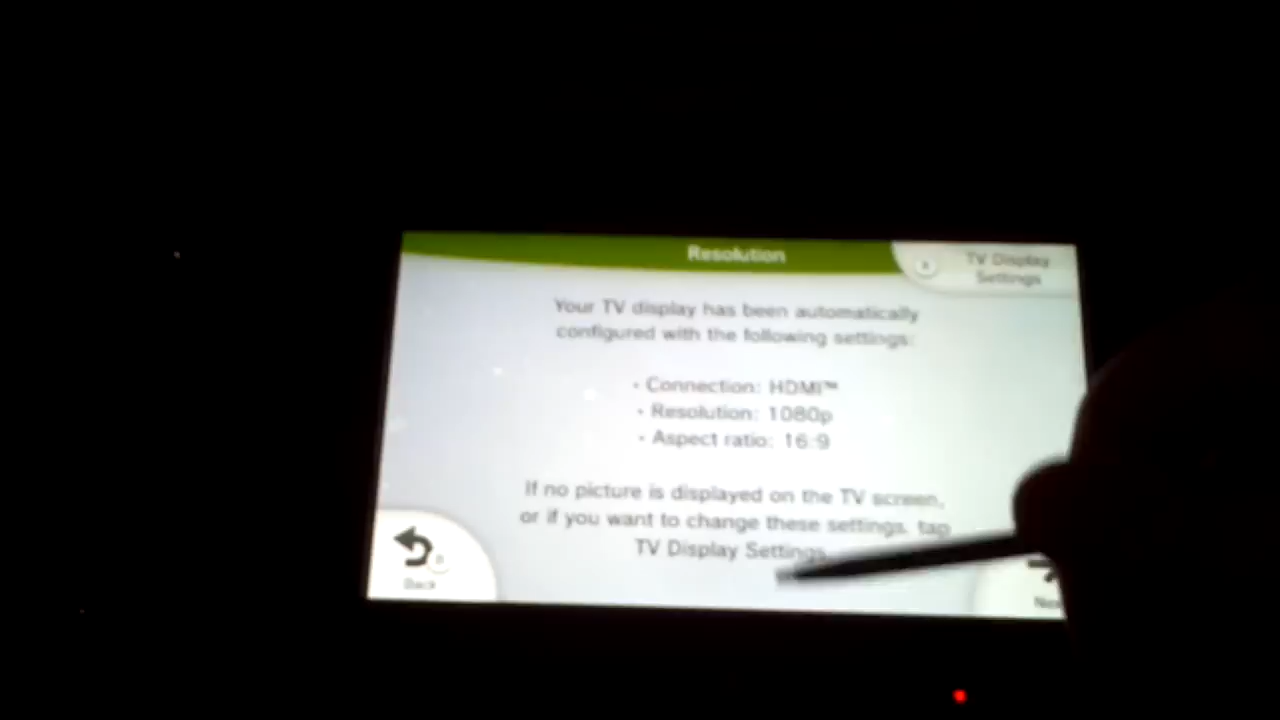 Resolution
TV Display
Settings
Your TV display has been automatically
configured with the following settings:
• Connection: HDMI™
• Resolution: 1080p
• Aspect ratio: 16:9
If no picture is displayed on the TV screen,
or if you want to change these settings, tap
TV Display Settings.
Back